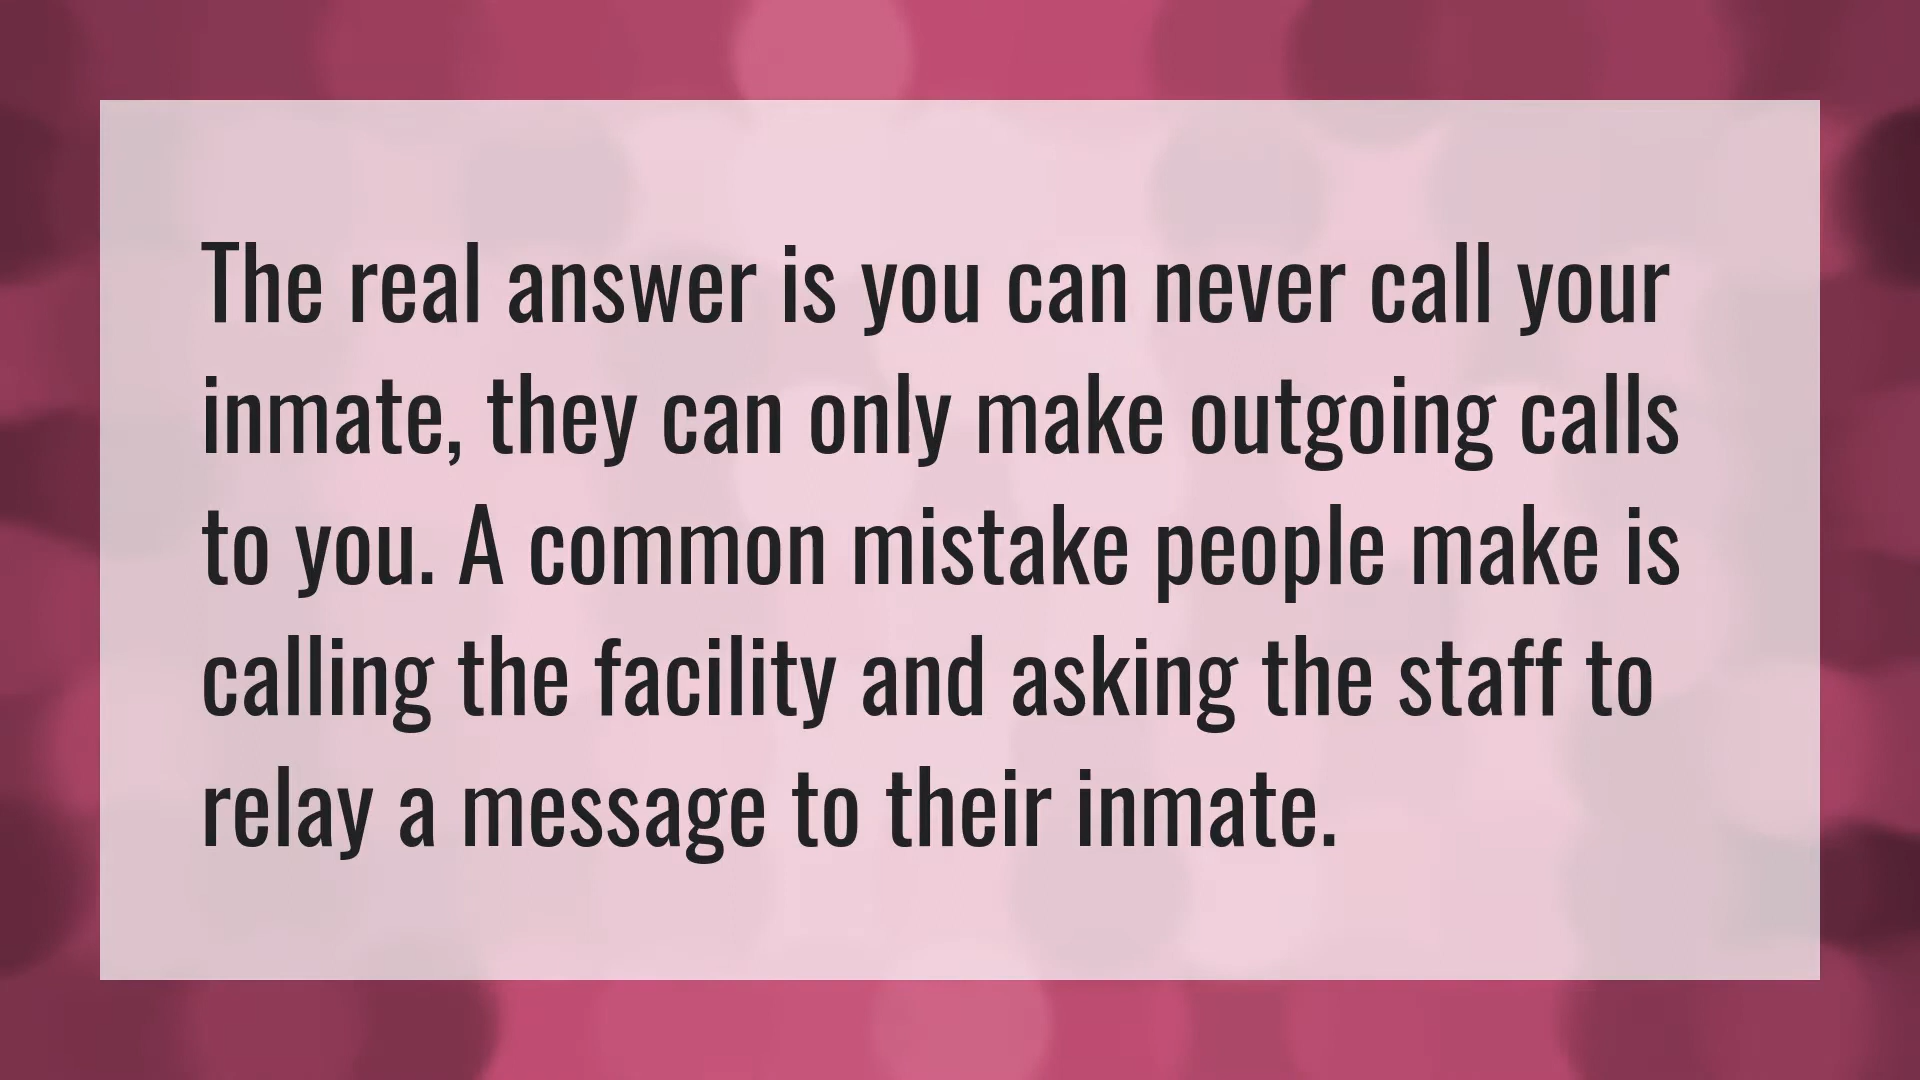 The real answer is you can never call your
inmate, they can only make outgoing calls
to you. A common mistake people make is
calling the facility and asking the staff to
relay a message to their inmate.